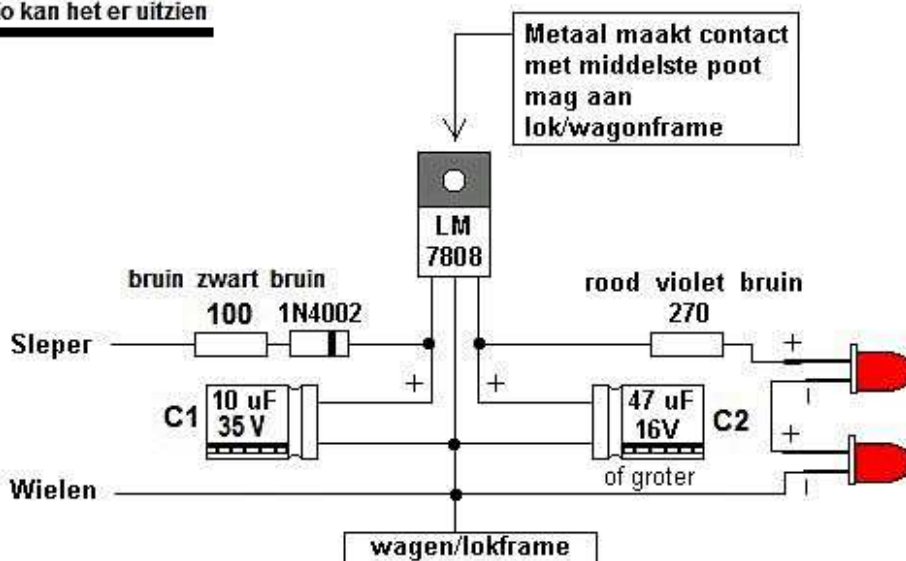 kan het er uitzien
Metaal maakt contact
met middelste poot
mag aan
lok/wagonframe
LM
7808
bruin zwart bruin
100
1N4002
rood violet bruin
270
Sleper
+
+
+
C1
10 uF
35 V
47 uF
16V
C2
of groter
+
Wielen
wagen/lokframe